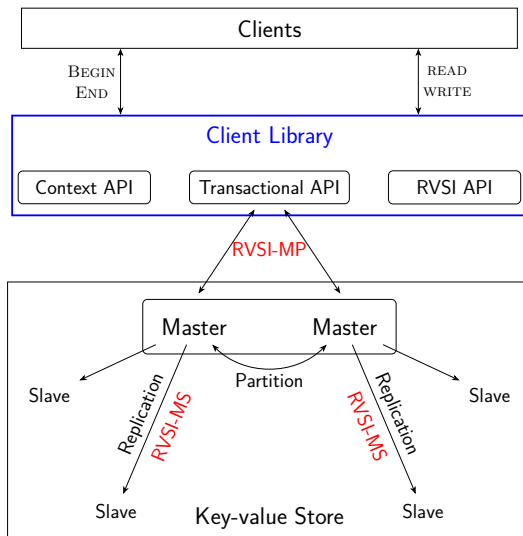 Clients
BEGIN
END
READ
WRITE
Client Library
Context API
Transactional API
RVSI API
RVSI-MP
Master
Master
Partition
Slave
Slave
Replication
RVSI-MS
Replication
RVSI-MS
Slave
Slave
Key-value Store